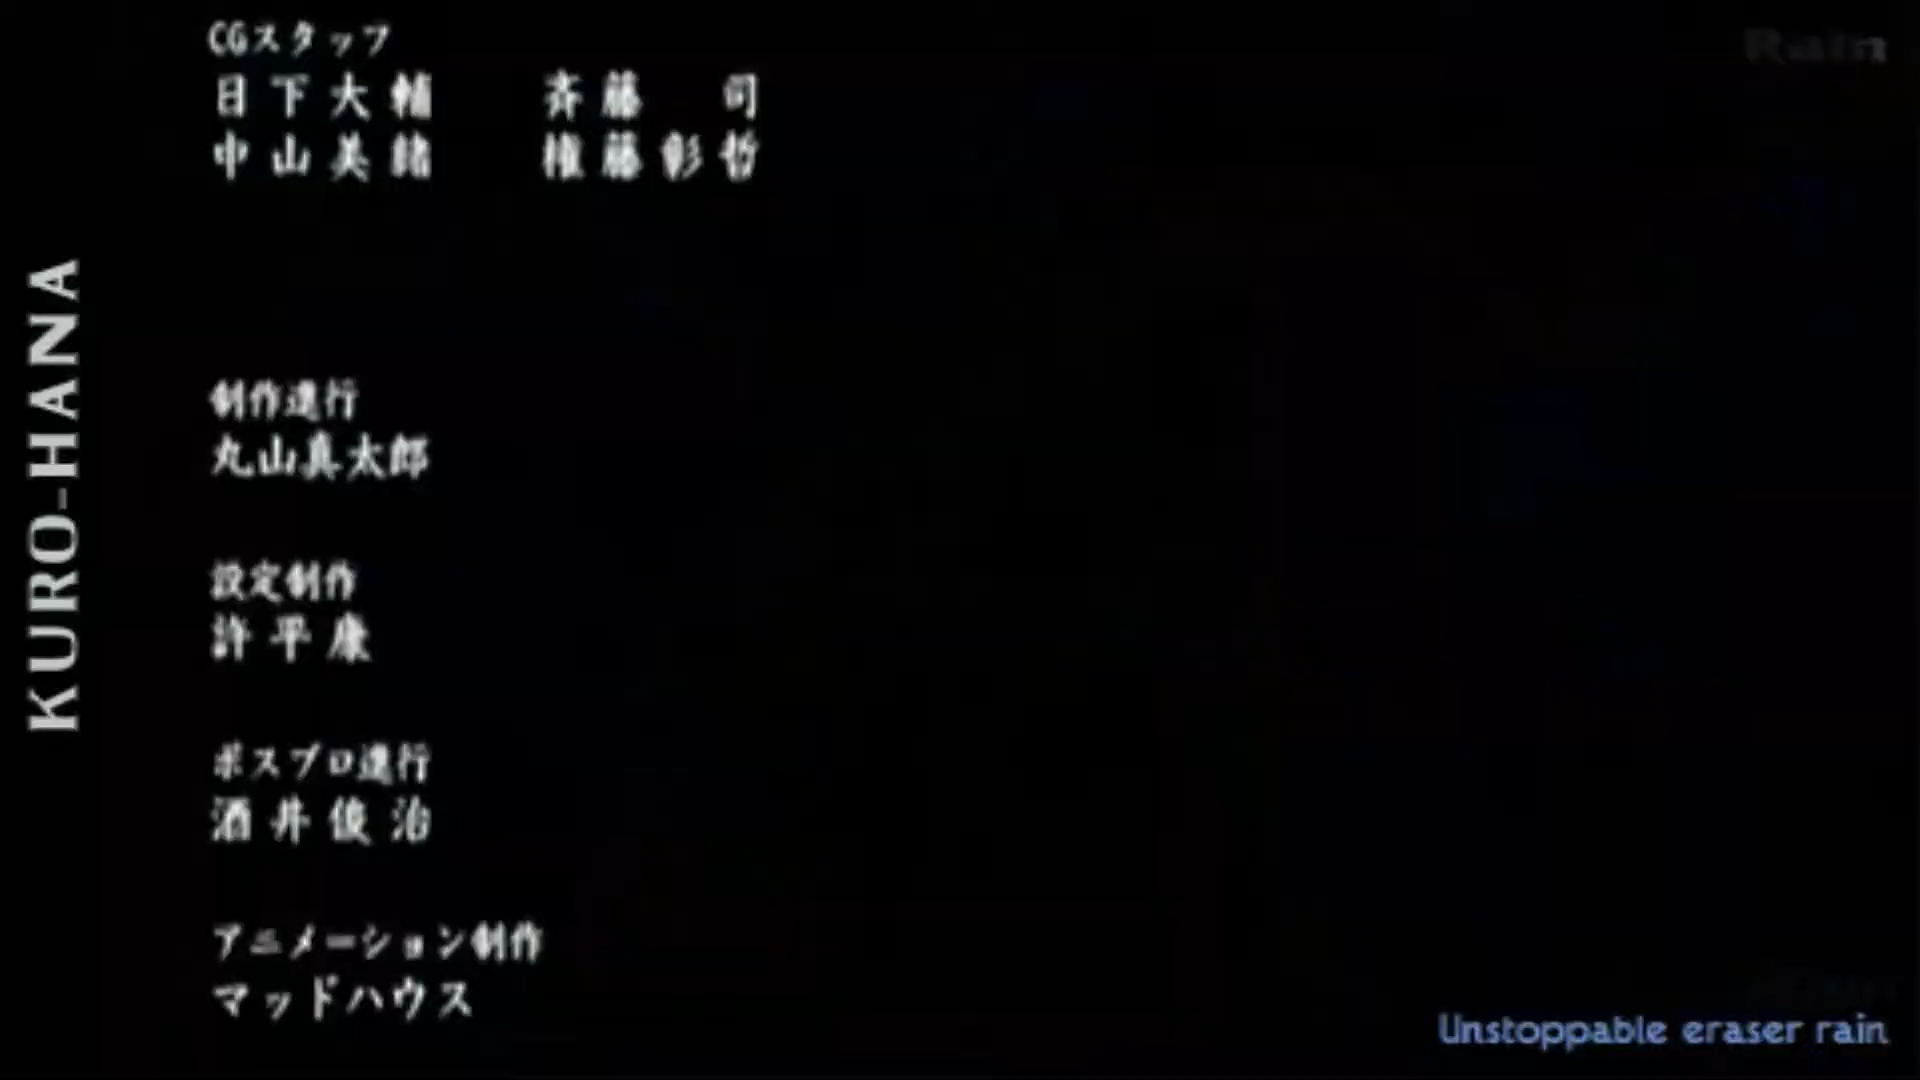 CGスタッフ
日下大輔 斉藤 司
中山美緒 権藤彰哲
制作進行
丸山真太郎
設定制作
許平康
ポスプロ進行
酒井俊治
アニメーション制作
マッドハウス
KURO-HANA
Rain
Unstoppable eraser rain